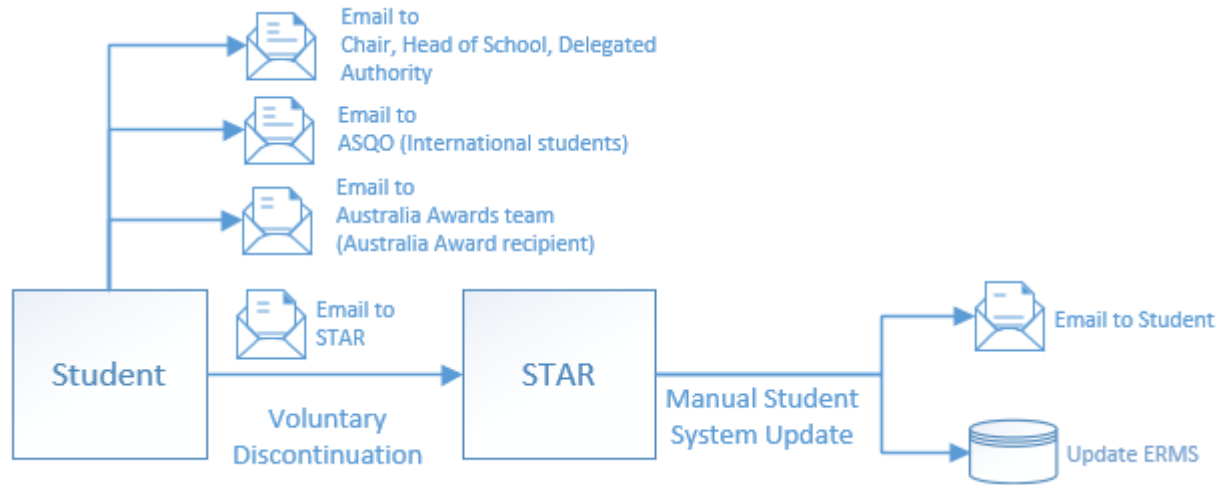 Email to
Chair, Head of School, Delegated
Authority
Email to
ASQO (International students)
Email to
Australia Awards team
(Australia Award recipient)
Student
Email to
STAR
Voluntary
Discontinuation
STAR
Manual Student
System Update
Email to Student
Update ERMS